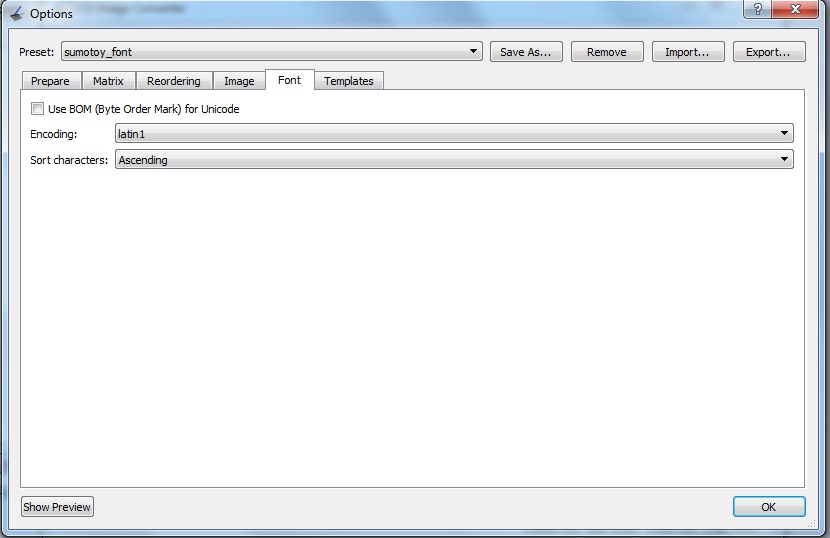 Options
Preset: sumotoy_font Save As... Remove Import... Export...
Prepare Matrix Reordering Image Font Templates
Use BOM (Byte Order Mark) for Unicode
Encoding: latin1
Sort characters: Ascending
Show Preview OK